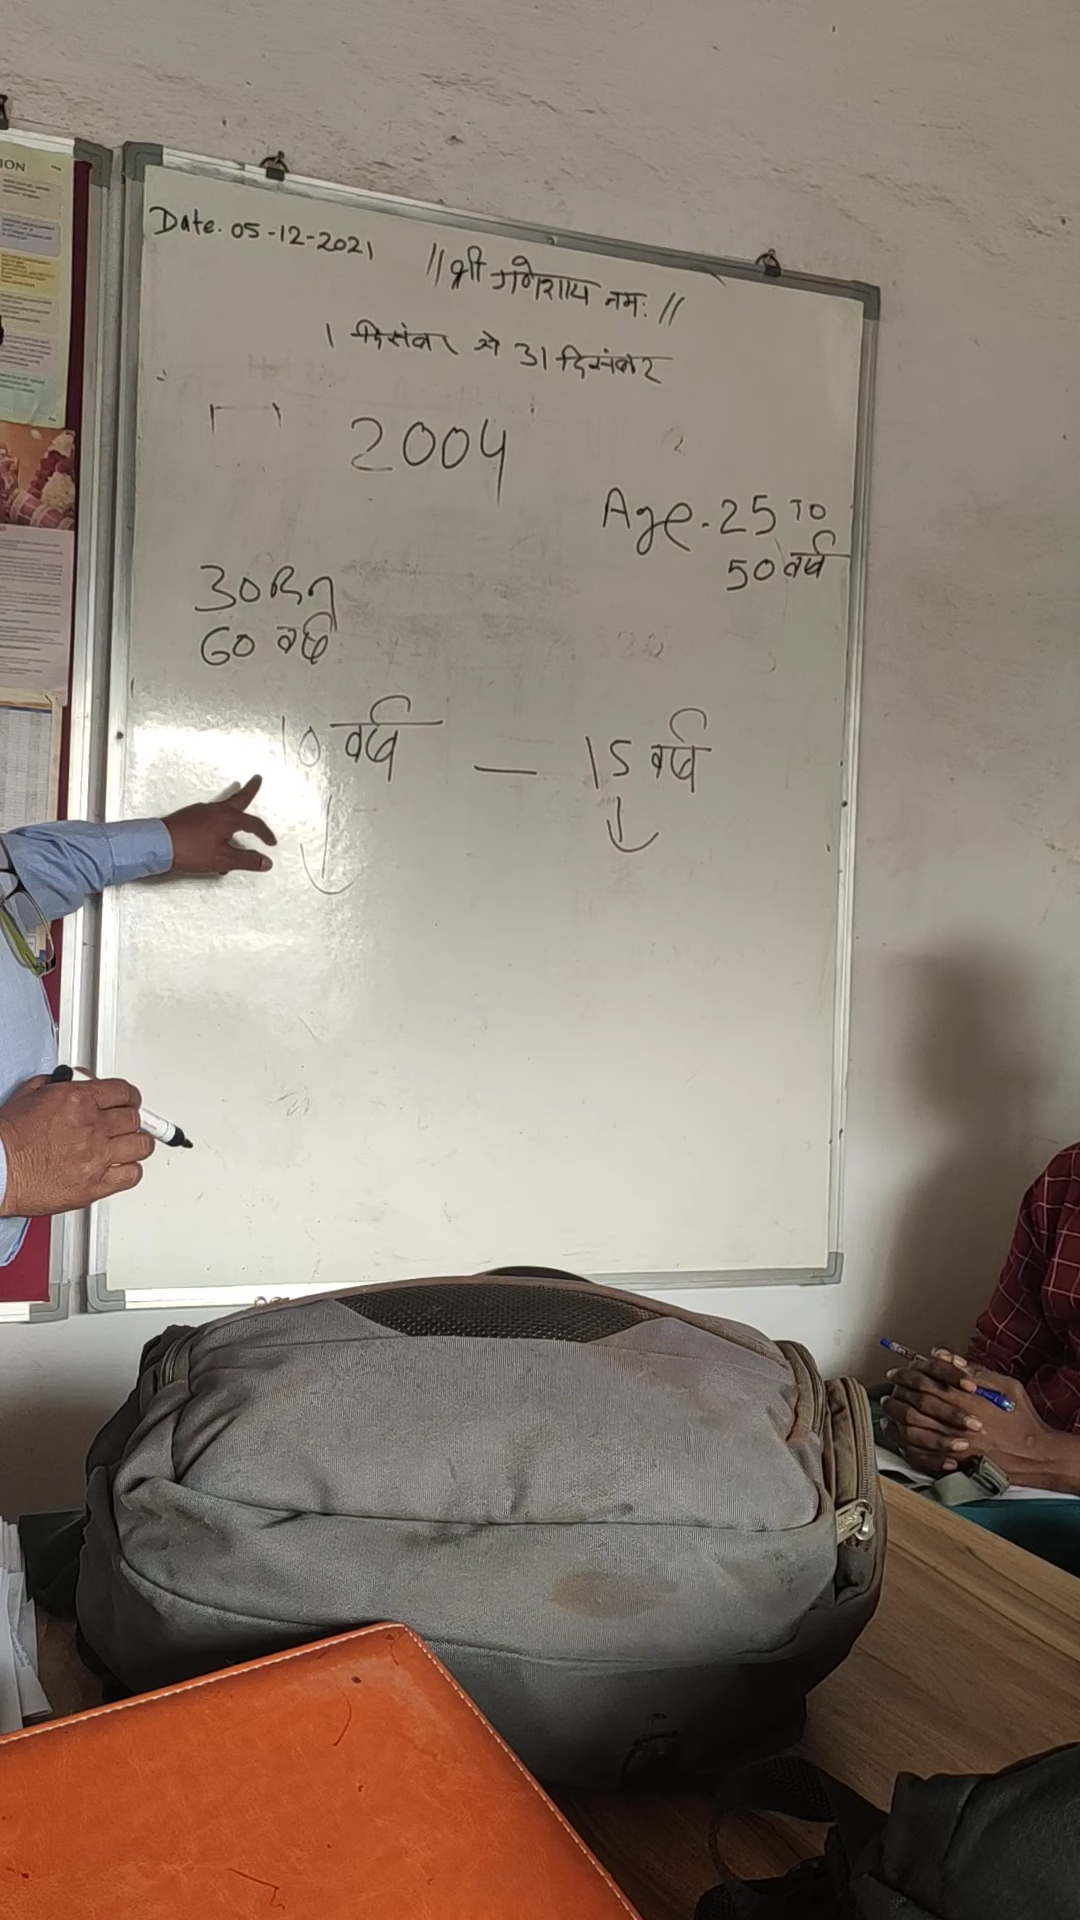 ION
Date. 05-12-2021
||श्री गणेशाय नमः||
1 दिसंबर से 31 दिसंबर
2004
Age. 25 TO
50 वर्ष
30
60 वर्ष
10 वर्ष — 15 वर्ष